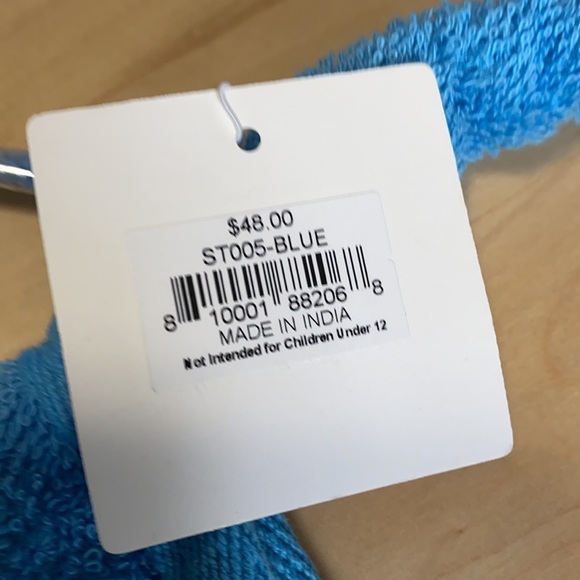 $48.00
ST005-BLUE
8 10001 88206 8
MADE IN INDIA
Not Intended for Children Under 12